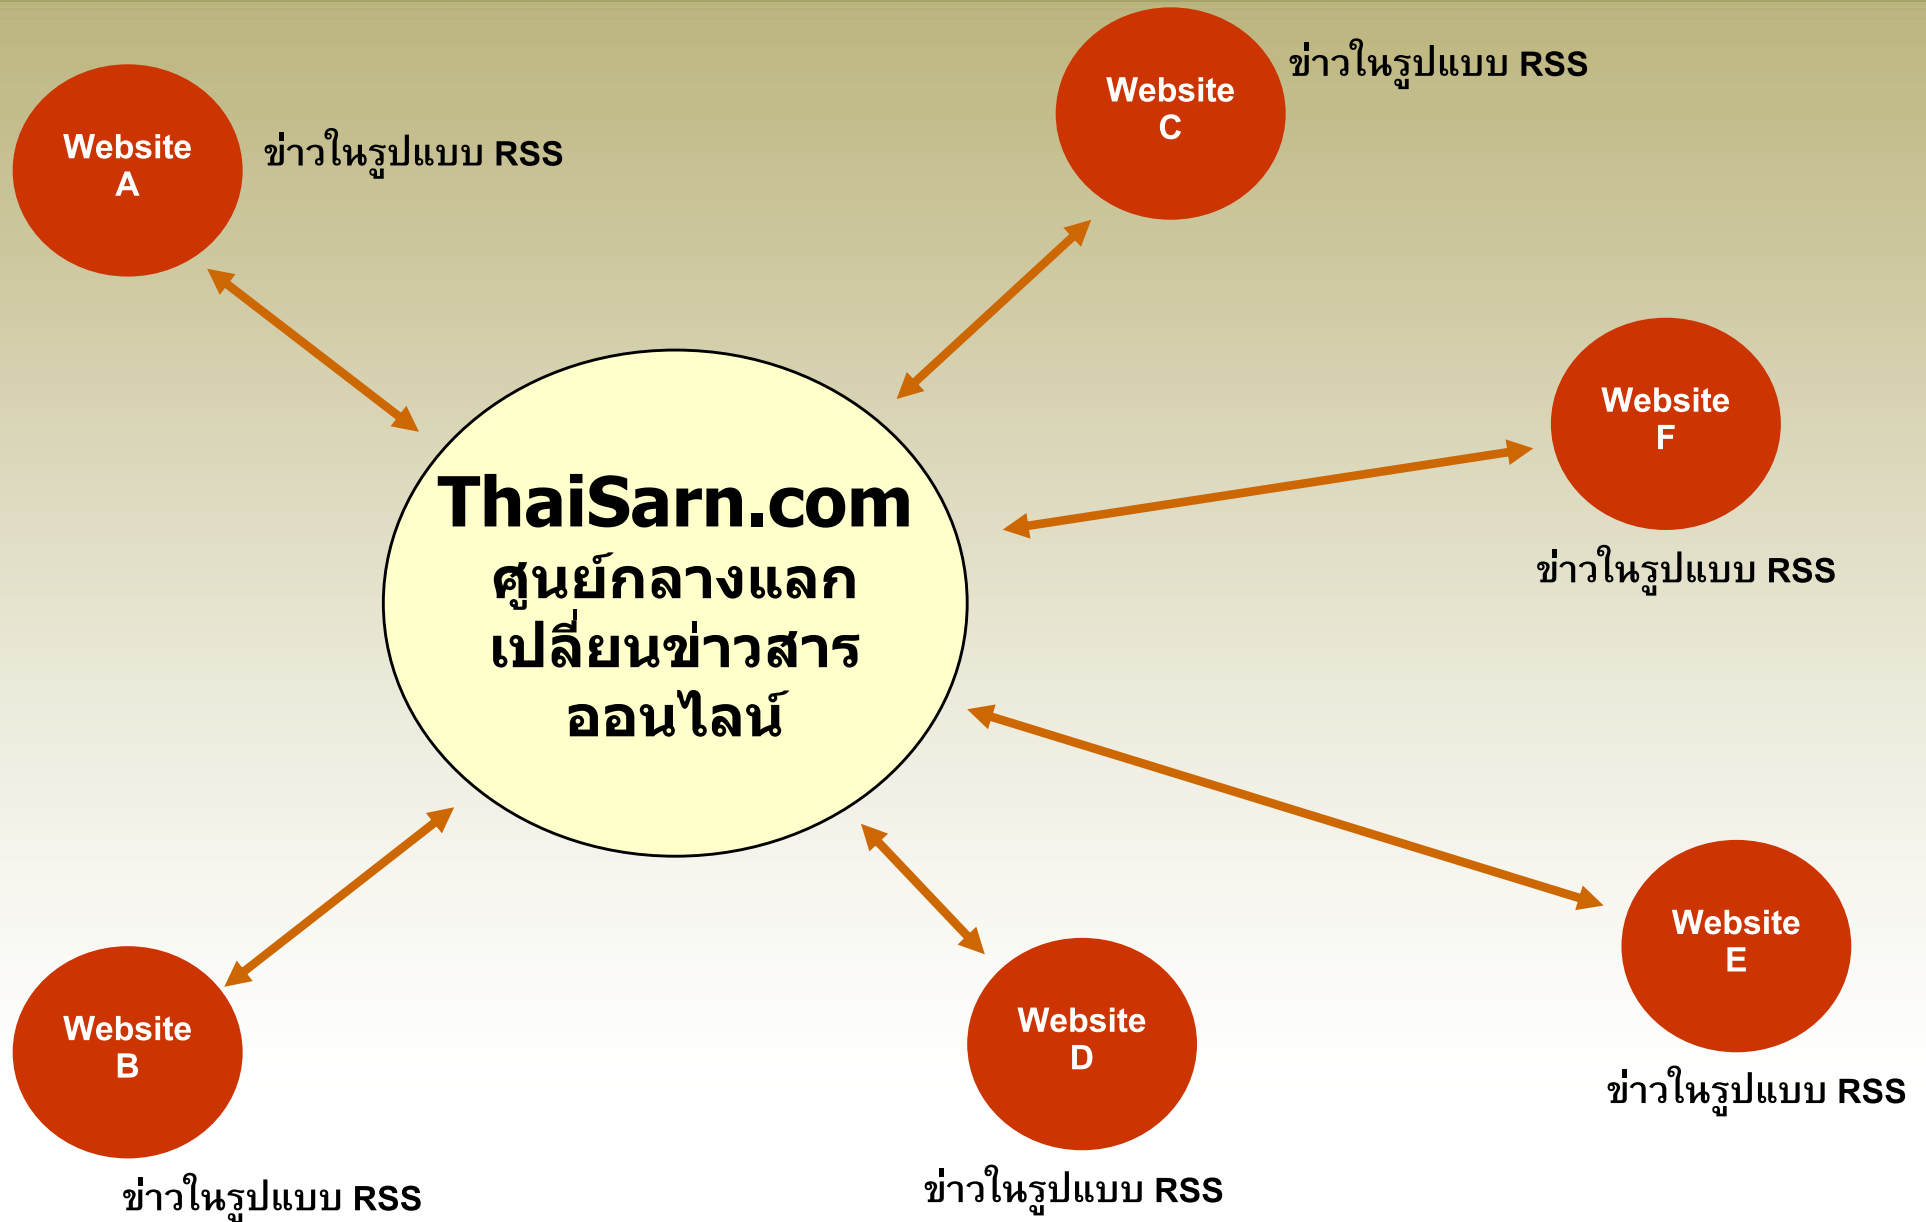 Website
A
ข่าวในรูปแบบ RSS
Website
C
ข่าวในรูปแบบ RSS
Website
F
ข่าวในรูปแบบ RSS
ThaiSarn.com
ศูนย์กลางแลก
เปลี่ยนข่าวสาร
ออนไลน์
Website
E
ข่าวในรูปแบบ RSS
Website
B
ข่าวในรูปแบบ RSS
Website
D
ข่าวในรูปแบบ RSS